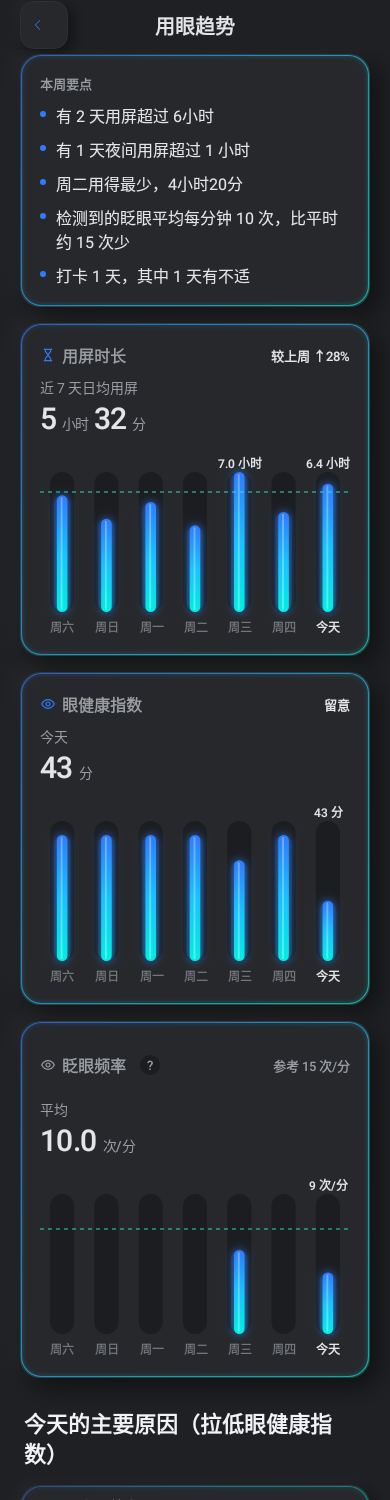 用眼趋势
本周要点
有 2 天用屏超过 6小时
有 1 天夜间用屏超过 1 小时
周二用得最少，4小时20分
检测到的眨眼平均每分钟 10 次，比平时
约 15 次少
打卡 1 天，其中 1 天有不适
用屏时长 较上周 ↑28%
近 7 天日均用屏
5 小时 32 分
7.0 小时 6.4 小时
周六 周日 周一 周二 周三 周四 今天
眼健康指数 留意
今天
43 分
43 分
周六 周日 周一 周二 周三 周四 今天
眨眼频率 ? 参考 15 次/分
平均
10.0 次/分
9 次/分
周六 周日 周一 周二 周三 周四 今天
今天的主要原因（拉低眼健康指
数）